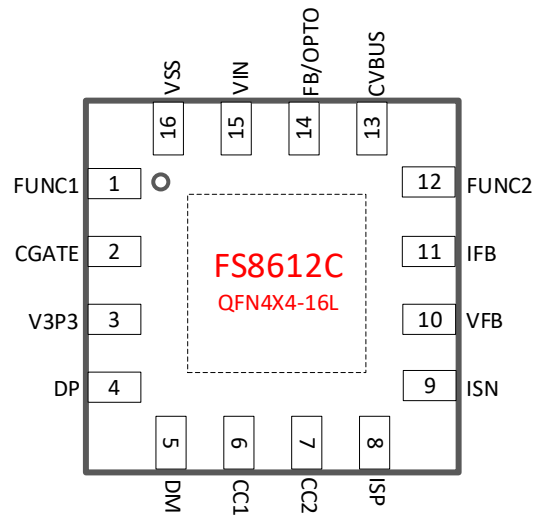 VSS
VIN
FB/OPTO
CVBUS
16
15
14
13
FUNC1 1
12 FUNC2
CGATE 2
11 IFB
V3P3 3
10 VFB
DP 4
9 ISN
FS8612C
QFN4X4-16L
5
6
7
8
DM
CC1
CC2
ISP